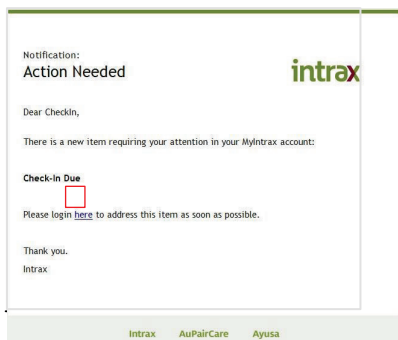 Notification:
Action Needed
intrax
Dear CheckIn,
There is a new item requiring your attention in your MyIntrax account:
Check-In Due
Please login here to address this item as soon as possible.
Thank you.
Intrax
Intrax AuPairCare Ayusa